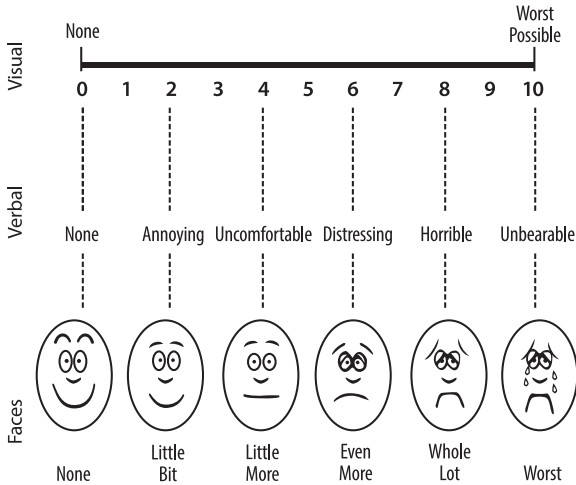 None
Worst
Possible
Visual
0 1 2 3 4 5 6 7 8 9 10
Verbal
None Annoying Uncomfortable Distressing Horrible Unbearable
Faces
None
Little
Bit
Little
More
Even
More
Whole
Lot
Worst